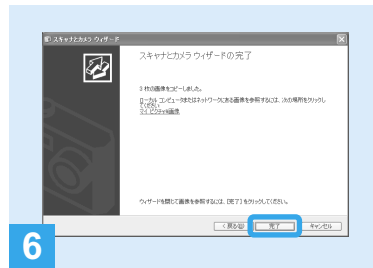 スキャナとカメラ ウィザード
スキャナとカメラ ウィザードの完了
3 枚の画像をコピーしました。
ローカル コンピュータまたはネットワークにある画像を参照するには、次の場所をクリックし
てください:
マイ ピクチャ\画像
ウィザードを閉じて画像を参照するには、[完了] をクリックしてください。
< 戻る(B)
完了
キャンセル
6